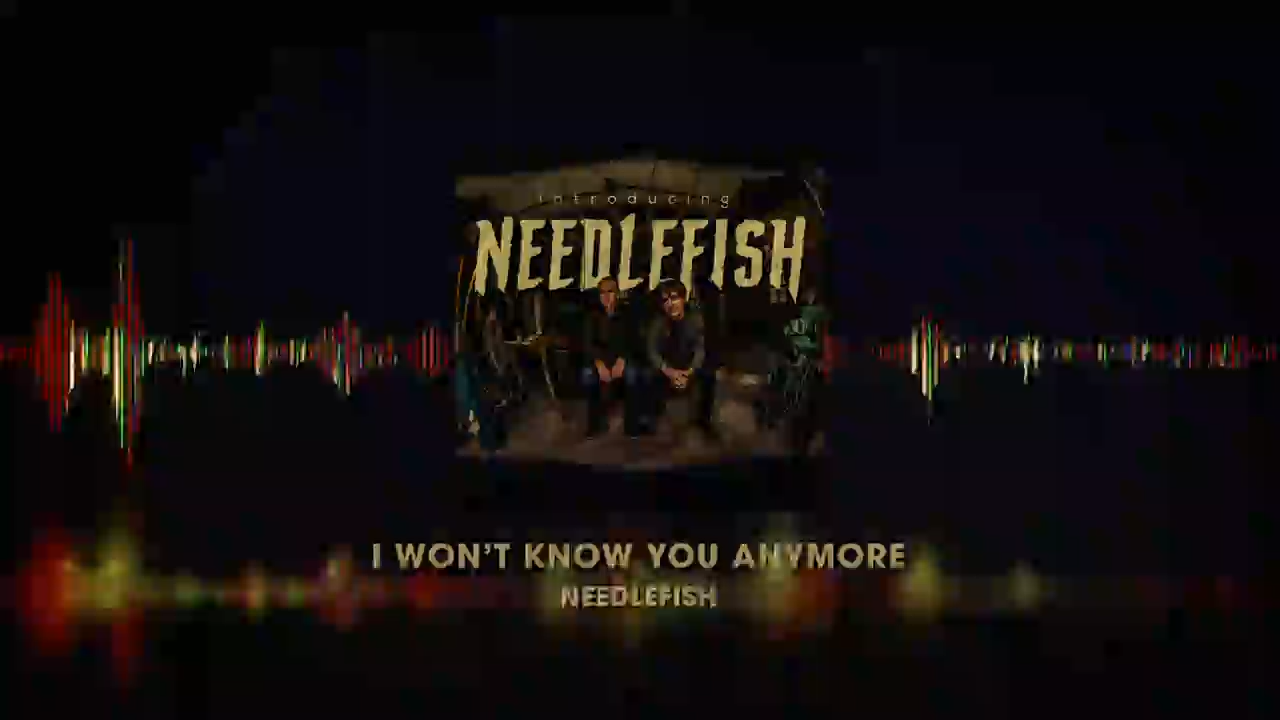 introducing
NEEDLEFISH
I WON'T KNOW YOU ANYMORE
NEEDLEFISH